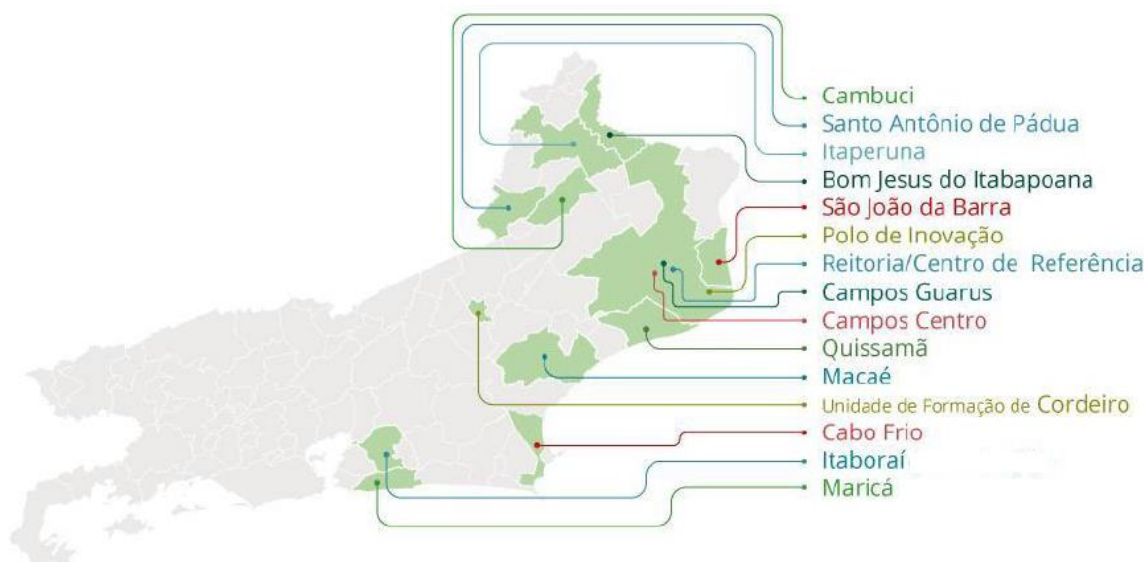 Cambuci
Santo Antônio de Pádua
Itaperuna
Bom Jesus do Itabapoana
São João da Barra
Polo de Inovação
Reitoria/Centro de Referência
Campos Guarus
Campos Centro
Quissamã
Macaé
Unidade de Formação de Cordeiro
Cabo Frio
Itaboraí
Maricá